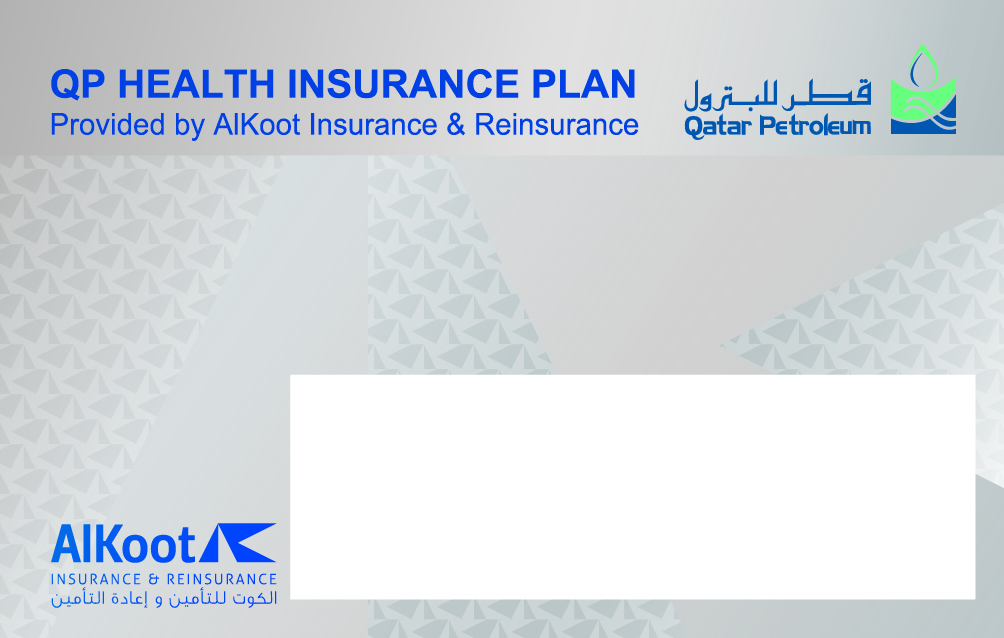 QP HEALTH INSURANCE PLAN
Provided by AlKoot Insurance & Reinsurance
قطر للبترول
Qatar Petroleum
AlKoot
INSURANCE & REINSURANCE
الكوت للتأمين و إعادة التأمين